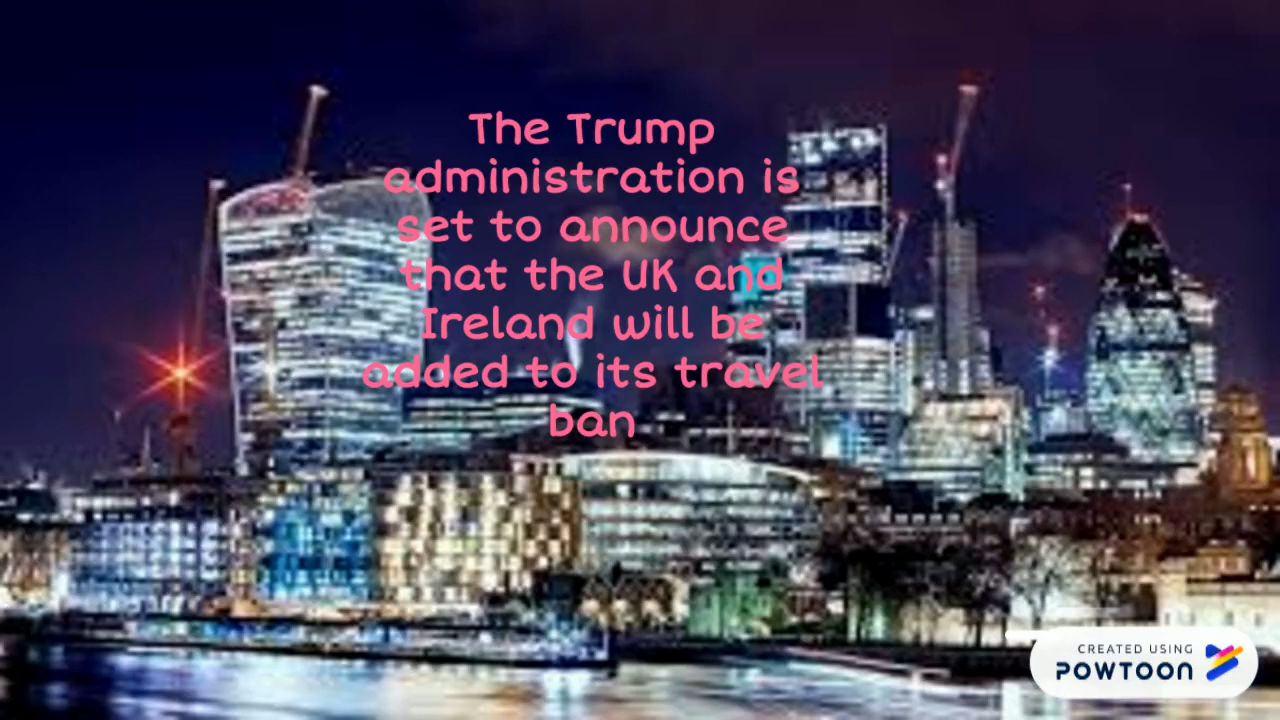 The Trump
administration is
set to announce
that the UK and
Ireland will be
added to its travel
ban
CREATED USING
POWTOON